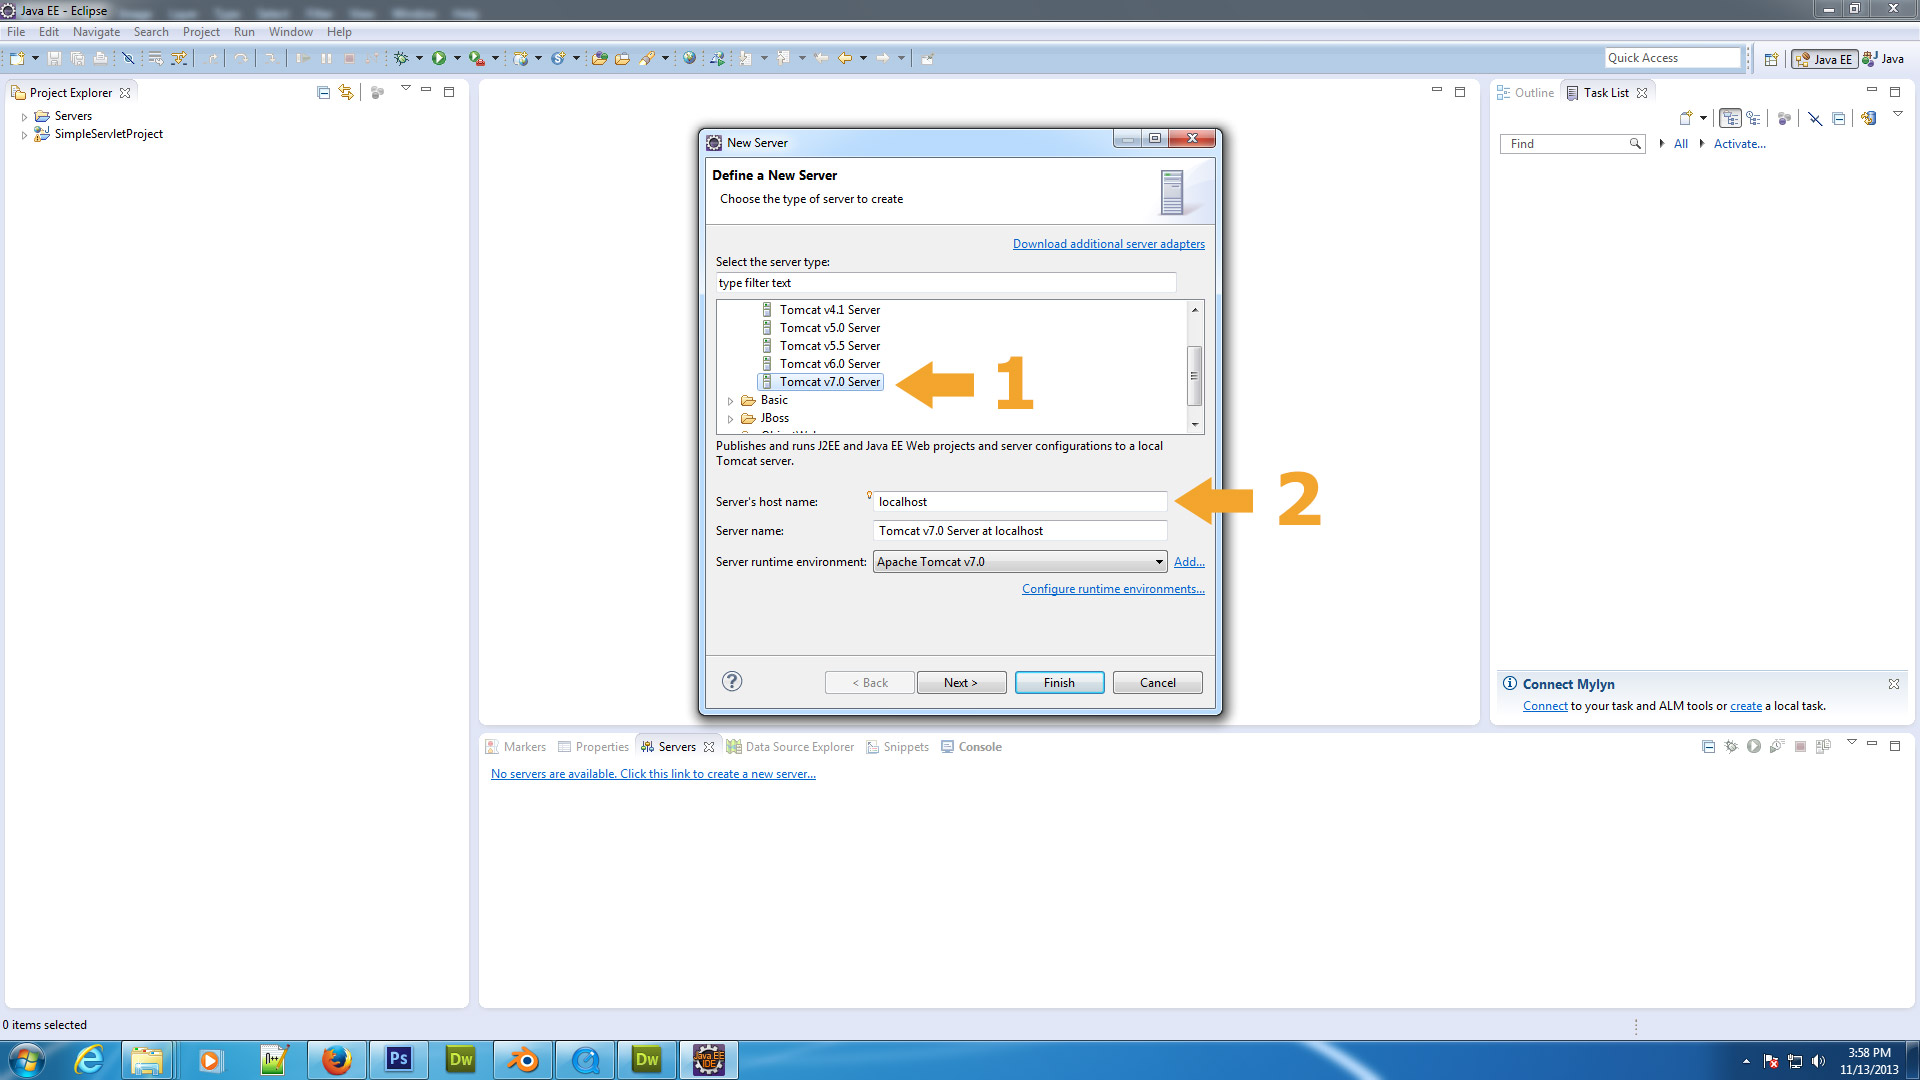 Java EE - Eclipse
File Edit Navigate Search Project Run Window Help
Quick Access
Java EE
Java
Project Explorer
Servers
SimpleServletProject
Outline
Task List
Find
All
Activate...
New Server
Define a New Server
Choose the type of server to create
Download additional server adapters
Select the server type:
type filter text
Tomcat v4.1 Server
Tomcat v5.0 Server
Tomcat v5.5 Server
Tomcat v6.0 Server
Tomcat v7.0 Server
1
Basic
JBoss
Publishes and runs J2EE and Java EE Web projects and server configurations to a local
Tomcat server.
Server's host name: localhost
2
Server name: Tomcat v7.0 Server at localhost
Server runtime environment: Apache Tomcat v7.0 Add...
Configure runtime environments...
< Back Next > Finish Cancel
Connect Mylyn
Connect to your task and ALM tools or create a local task.
Markers Properties Servers Data Source Explorer Snippets Console
No servers are available. Click this link to create a new server...
0 items selected
Ps
Dw
Dw
Java EE
IDE
3:58 PM
11/13/2013